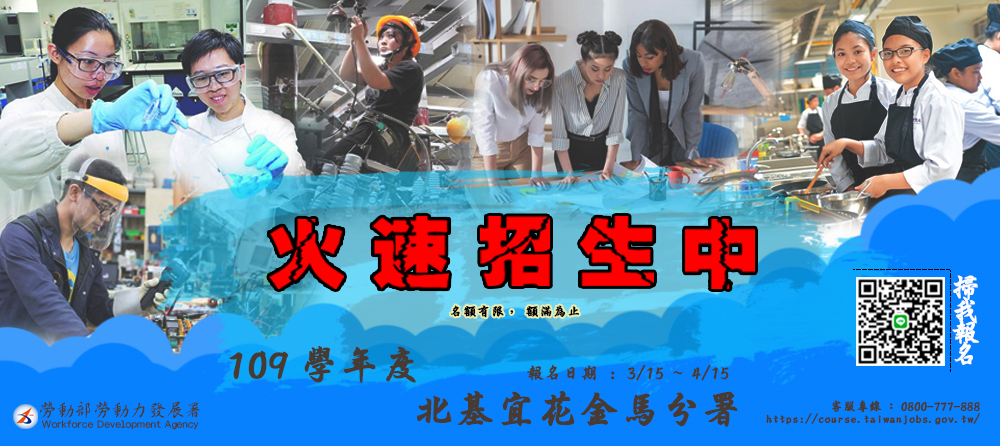 火速招生中
名額有限，額滿為止
掃我報名
109 學年度
報名日期 : 3/15 ~ 4/15
北基宜花金馬分署
勞動部勞動力發展署
Workforce Development Agency
客服專線 : 0800-777-888
https://course.taiwanjobs.gov.tw/